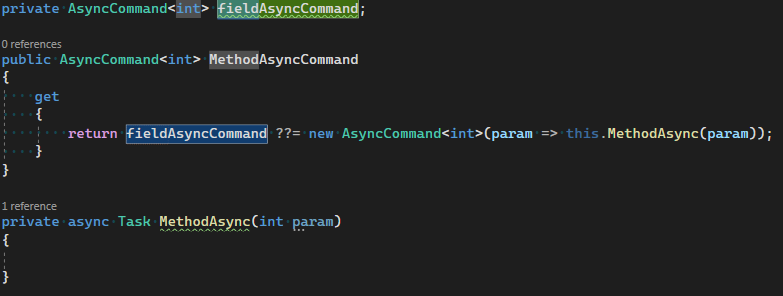 private AsyncCommand<int> fieldAsyncCommand;
0 references
public AsyncCommand<int> MethodAsyncCommand
{
    get
    {
        return fieldAsyncCommand ??= new AsyncCommand<int>(param => this.MethodAsync(param));
    }
}
1 reference
private async Task MethodAsync(int param)
{
}